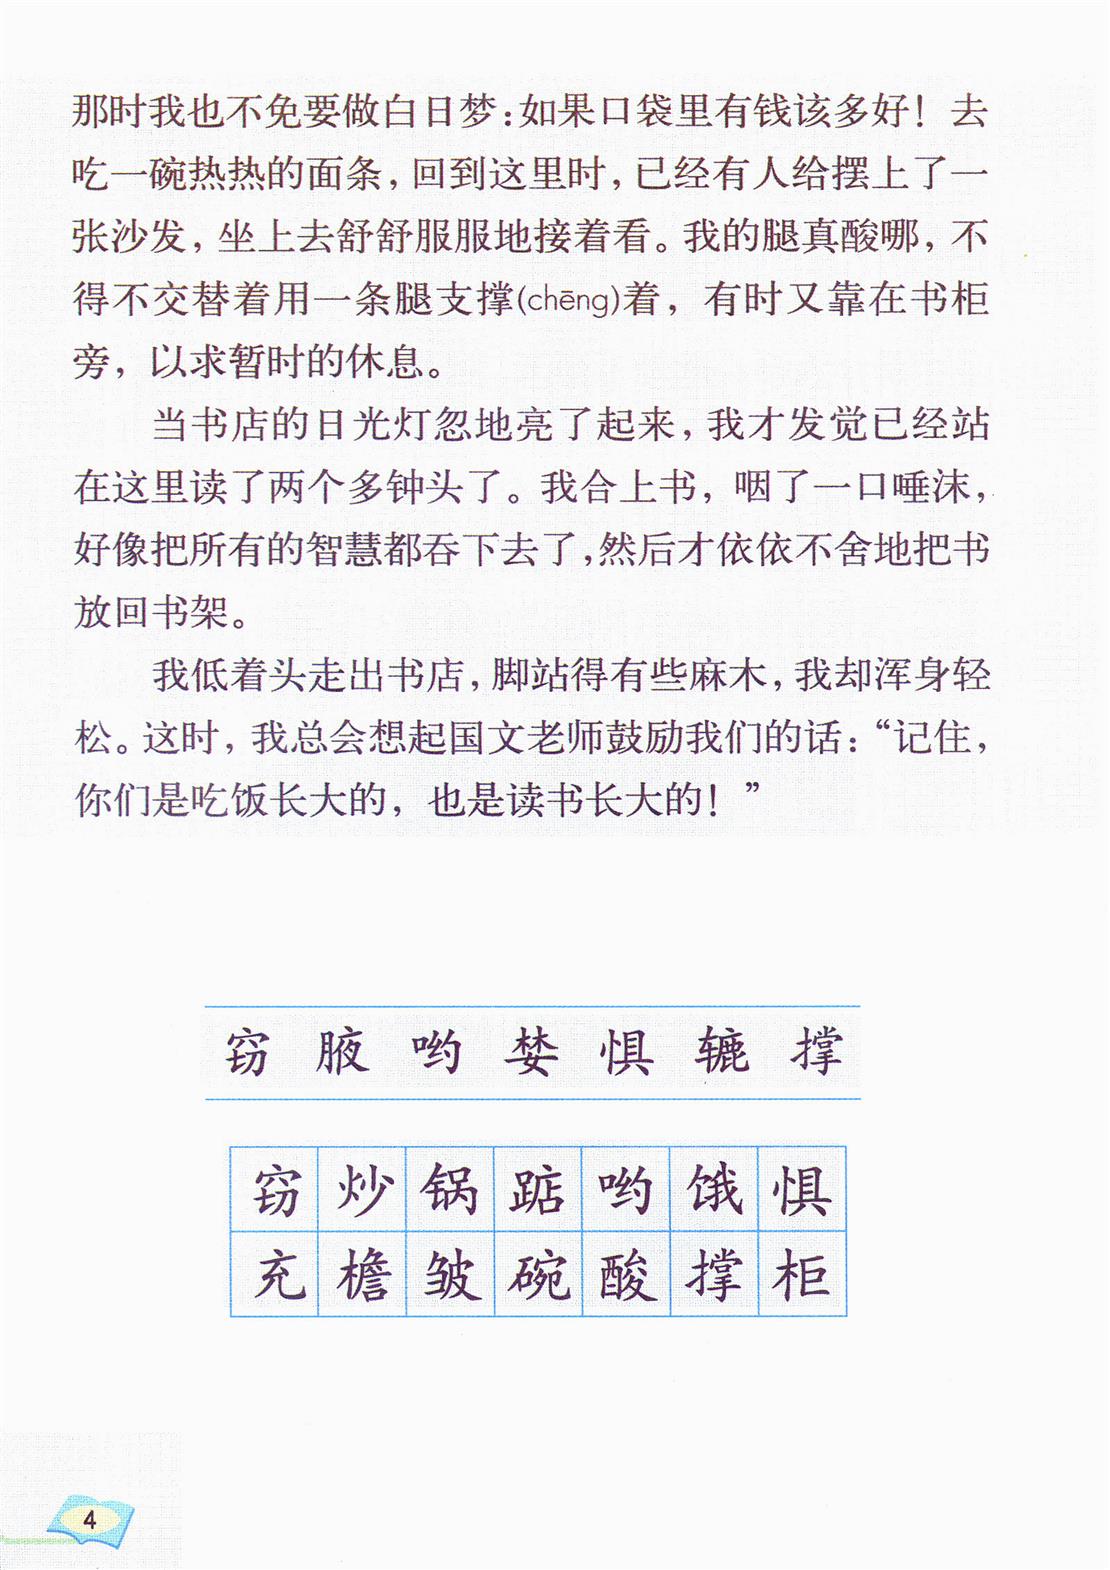 那时我也不免要做白日梦：如果口袋里有钱该多好！去
吃一碗热热的面条，回到这里时，已经有人给摆上了一
张沙发，坐上去舒舒服服地接着看。我的腿真酸哪，不
得不交替着用一条腿支撑(chēng)着，有时又靠在书柜
旁，以求暂时的休息。
当书店的日光灯忽地亮了起来，我才发觉已经站
在这里读了两个多钟头了。我合上书，咽了一口唾沫，
好像把所有的智慧都吞下去了，然后才依依不舍地把书
放回书架。
我低着头走出书店，脚站得有些麻木，我却浑身轻
松。这时，我总会想起国文老师鼓励我们的话：“记住，
你们是吃饭长大的，也是读书长大的！”
窃 腋 哟 婪 惧 辘 撑
窃 炒 锅 踮 哟 饿 惧
充 檐 皱 碗 酸 撑 柜
4